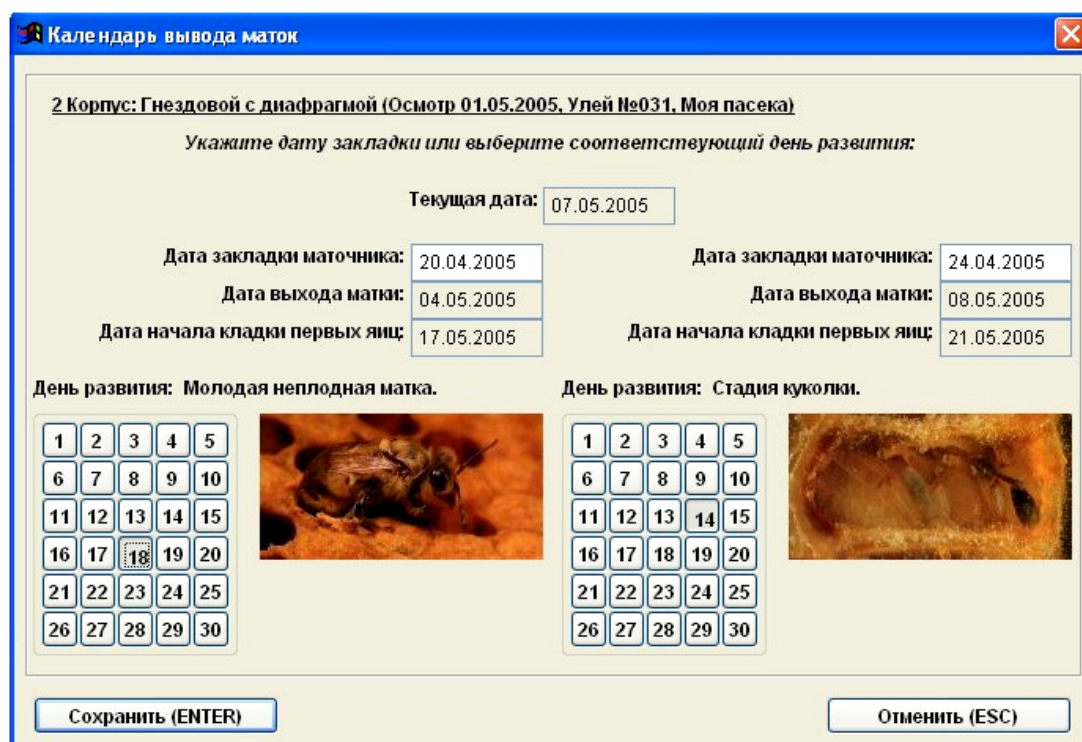 Календарь вывода маток
2 Корпус: Гнездовой с диафрагмой (Осмотр 01.05.2005, Улей №031, Моя пасека)
Укажите дату закладки или выберите соответствующий день развития:
Текущая дата: 07.05.2005
Дата закладки маточника: 20.04.2005
Дата выхода матки: 04.05.2005
Дата начала кладки первых яиц: 17.05.2005
Дата закладки маточника: 24.04.2005
Дата выхода матки: 08.05.2005
Дата начала кладки первых яиц: 21.05.2005
День развития: Молодая неплодная матка.
1 2 3 4 5
6 7 8 9 10
11 12 13 14 15
16 17 18 19 20
21 22 23 24 25
26 27 28 29 30
День развития: Стадия куколки.
1 2 3 4 5
6 7 8 9 10
11 12 13 14 15
16 17 18 19 20
21 22 23 24 25
26 27 28 29 30
Сохранить (ENTER)
Отменить (ESC)